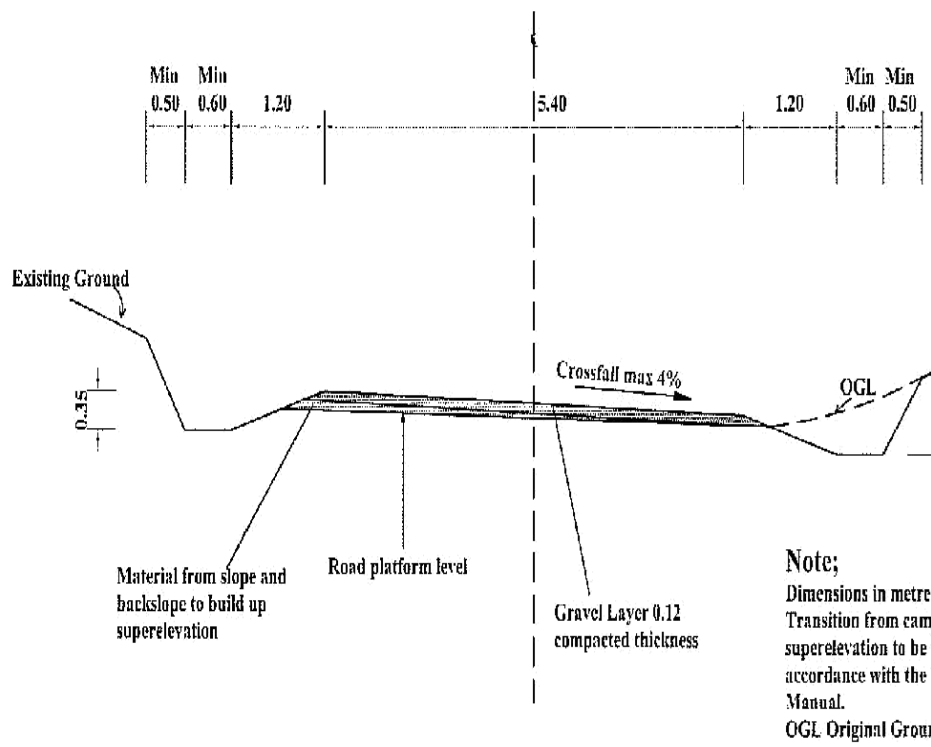 Min Min
0.50 0.60 1.20 5.40 1.20
Min Min
0.60 0.50
Existing Ground
0.35
Crossfall max 4%
OGL
Material from slope and
backslope to build up
superelevation
Road platform level
Gravel Layer 0.12
compacted thickness
Note;
Dimensions in metre
Transition from cam
superelevation to be
accordance with the
Manual.
OGL Original Groun